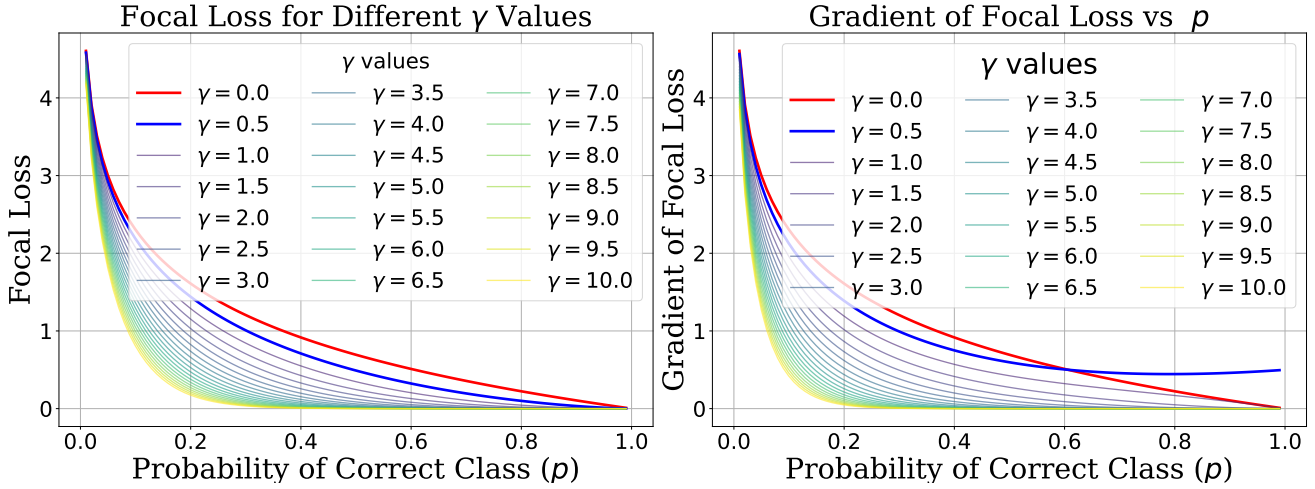 Focal Loss for Different γ Values
Focal Loss
4
3
2
1
0
γ values
γ = 0.0
γ = 0.5
γ = 1.0
γ = 1.5
γ = 2.0
γ = 2.5
γ = 3.0
γ = 3.5
γ = 4.0
γ = 4.5
γ = 5.0
γ = 5.5
γ = 6.0
γ = 6.5
γ = 7.0
γ = 7.5
γ = 8.0
γ = 8.5
γ = 9.0
γ = 9.5
γ = 10.0
0.0 0.2 0.4 0.6 0.8 1.0
Probability of Correct Class (p)
Gradient of Focal Loss vs p
Gradient of Focal Loss
4
3
2
1
0
γ values
γ = 0.0
γ = 0.5
γ = 1.0
γ = 1.5
γ = 2.0
γ = 2.5
γ = 3.0
γ = 3.5
γ = 4.0
γ = 4.5
γ = 5.0
γ = 5.5
γ = 6.0
γ = 6.5
γ = 7.0
γ = 7.5
γ = 8.0
γ = 8.5
γ = 9.0
γ = 9.5
γ = 10.0
0.0 0.2 0.4 0.6 0.8 1.0
Probability of Correct Class (p)